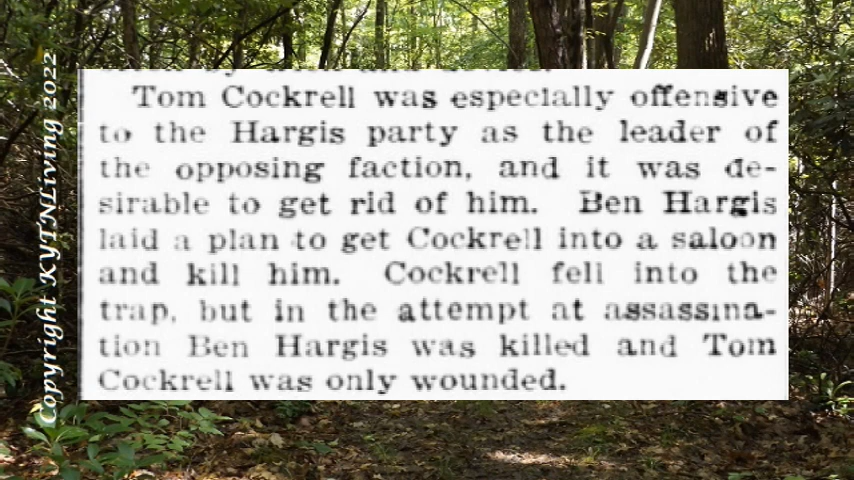 Tom Cockrell was especially offensive
to the Hargis party as the leader of
the opposing faction, and it was de-
sirable to get rid of him. Ben Hargis
laid a plan to get Cockrell into a saloon
and kill him. Cockrell fell into the
trap, but in the attempt at assassina-
tion Ben Hargis was killed and Tom
Cockrell was only wounded.
Copyright KYTNLiving 2022